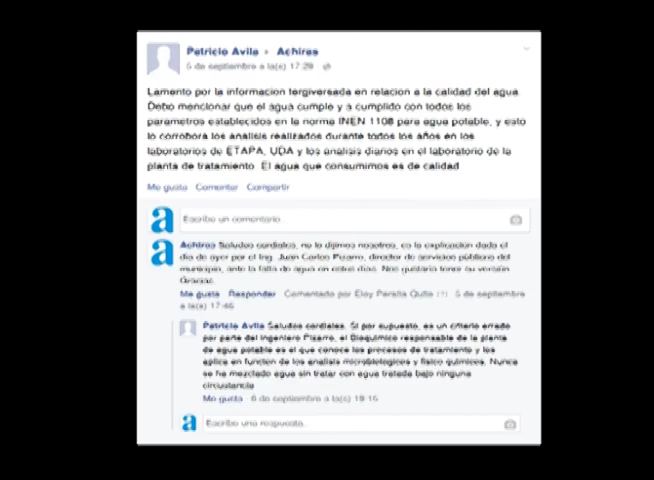 Patricio Avila ▸ Achiras
5 de septiembre a la(s) 17:29
Lamento por la informacion tergiversada en relacion a la calidad del agua
Debo mencionar que el agua cumple y a cumplido con todos los
parametros establecidos en la norma INEN 1108 para agua potable, y esto
lo corrobora los analisis realizados durante todos los años en los
laboratorios de ETAPA, UDA y los analisis diarios en el laboratorio de la
planta de tratamiento. El agua que consumimos es de calidad
Me gusta Comentar Compartir
a Escribe un comentario...
a Achiras Saludos cordiales, no lo dijimos nosotros, es la explicación dada el
día de ayer por el Ing. Juan Carlos Pizarro, director de servicios públicos del
municipio, ante la falta de agua en estos días. Nos gustaría tener su versión
Gracias.
Me gusta Responder Comentado por Eloy Peralta Quito [?] 5 de septiembre
a la(s) 17:46
Patricio Avila Saludos cordiales. Si por supuesto, es un criterio errado
por parte del Ingeniero Pizarro, el Bioquimico responsable de la planta
de agua potable es el que conoce los procesos de tratamiento y los
aplica en funcion de los analisis microbiologicos y fisico quimicos. Nunca
se ha mezclado agua sin tratar con agua tratada bajo ninguna
circustancia
Me gusta 6 de septiembre a la(s) 19:15
a Escribe una respuesta...